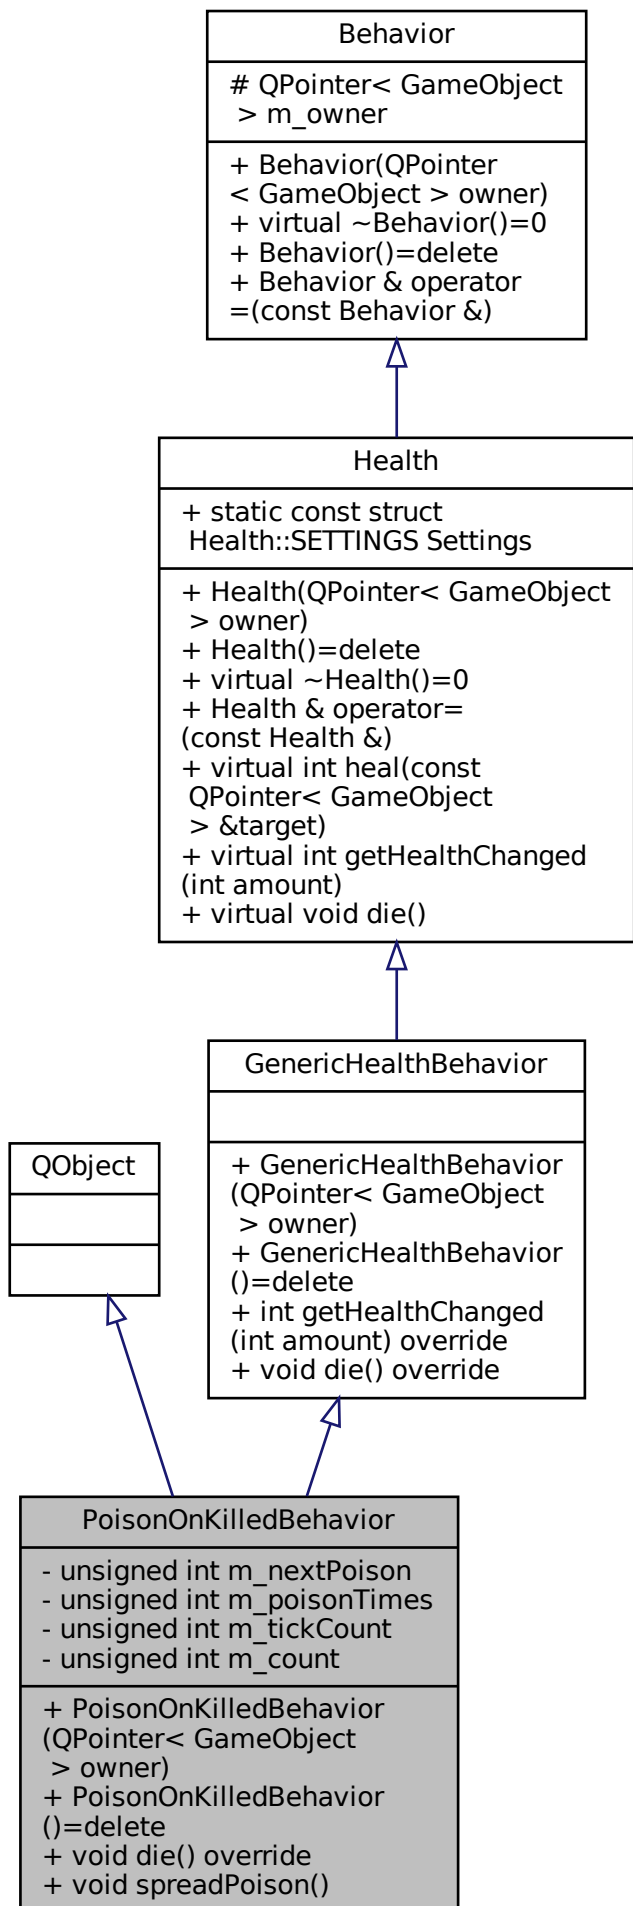 Behavior
# QPointer< GameObject
> m_owner
+ Behavior(QPointer
< GameObject > owner)
+ virtual ~Behavior()=0
+ Behavior()=delete
+ Behavior & operator
=(const Behavior &)
Health
+ static const struct
Health::SETTINGS Settings
+ Health(QPointer< GameObject
> owner)
+ Health()=delete
+ virtual ~Health()=0
+ Health & operator=
(const Health &)
+ virtual int heal(const
QPointer< GameObject
> &target)
+ virtual int getHealthChanged
(int amount)
+ virtual void die()
GenericHealthBehavior
+ GenericHealthBehavior
(QPointer< GameObject
> owner)
+ GenericHealthBehavior
()=delete
+ int getHealthChanged
(int amount) override
+ void die() override
QObject
PoisonOnKilledBehavior
- unsigned int m_nextPoison
- unsigned int m_poisonTimes
- unsigned int m_tickCount
- unsigned int m_count
+ PoisonOnKilledBehavior
(QPointer< GameObject
> owner)
+ PoisonOnKilledBehavior
()=delete
+ void die() override
+ void spreadPoison()